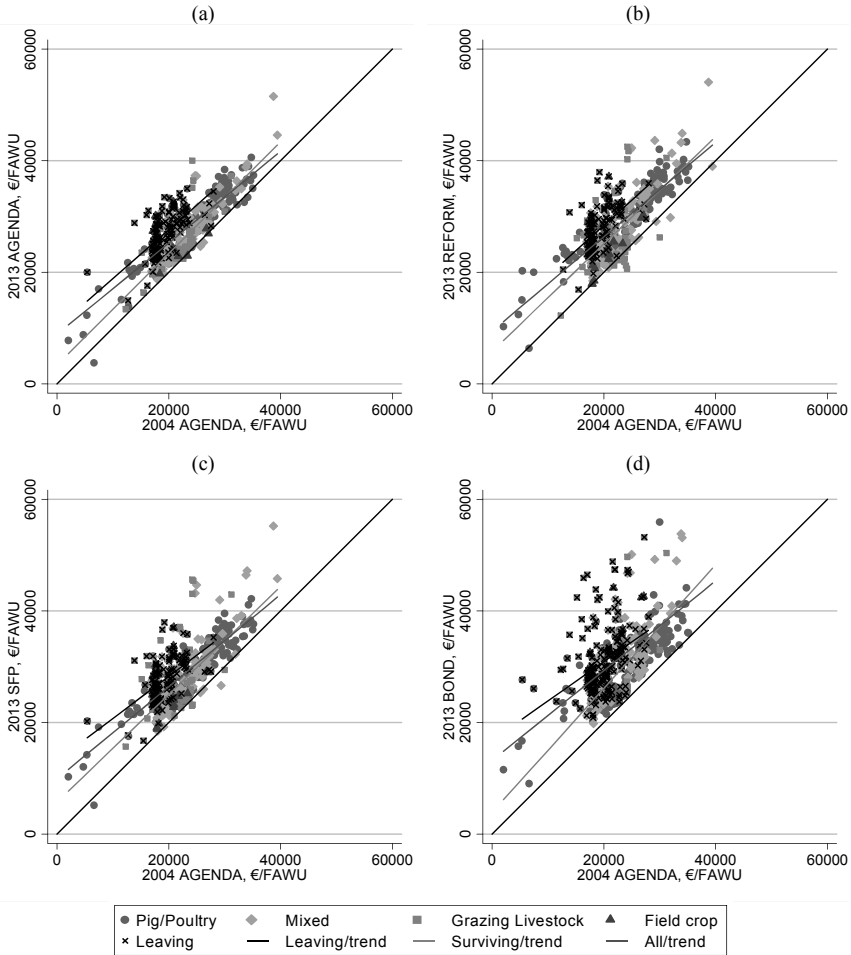 (a)
(b)
60000
40000
20000
0
2013 AGENDA, €/FAWU
0
20000
40000
60000
2004 AGENDA, €/FAWU
60000
40000
20000
0
2013 REFORM, €/FAWU
0
20000
40000
60000
2004 AGENDA, €/FAWU
(c)
(d)
60000
40000
20000
0
2013 SFP, €/FAWU
0
20000
40000
60000
2004 AGENDA, €/FAWU
60000
40000
20000
0
2013 BOND, €/FAWU
0
20000
40000
60000
2004 AGENDA, €/FAWU
Pig/Poultry Mixed Grazing Livestock Field crop
Leaving Leaving/trend Surviving/trend All/trend